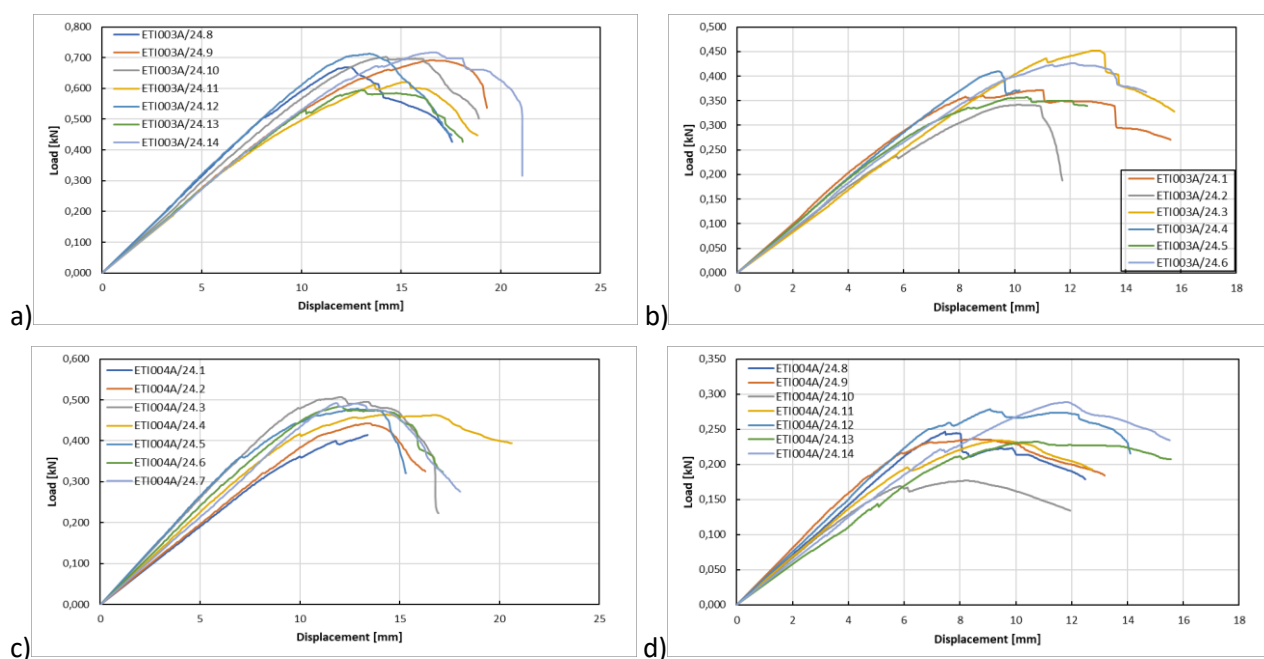 0,800
0,700
0,600
0,500
0,400
0,300
0,200
0,100
0,000
Load [kN]
ETI003A/24.8
ETI003A/24.9
ETI003A/24.10
ETI003A/24.11
ETI003A/24.12
ETI003A/24.13
ETI003A/24.14
0 5 10 15 20 25
Displacement [mm]
a)
0,500
0,450
0,400
0,350
0,300
0,250
0,200
0,150
0,100
0,050
0,000
Load [kN]
ETI003A/24.1
ETI003A/24.2
ETI003A/24.3
ETI003A/24.4
ETI003A/24.5
ETI003A/24.6
0 2 4 6 8 10 12 14 16 18
Displacement [mm]
b)
0,600
0,500
0,400
0,300
0,200
0,100
0,000
Load [kN]
ETI004A/24.1
ETI004A/24.2
ETI004A/24.3
ETI004A/24.4
ETI004A/24.5
ETI004A/24.6
ETI004A/24.7
0 5 10 15 20 25
Displacement [mm]
c)
0,350
0,300
0,250
0,200
0,150
0,100
0,050
0,000
Load [kN]
ETI004A/24.8
ETI004A/24.9
ETI004A/24.10
ETI004A/24.11
ETI004A/24.12
ETI004A/24.13
ETI004A/24.14
0 2 4 6 8 10 12 14 16 18
Displacement [mm]
d)